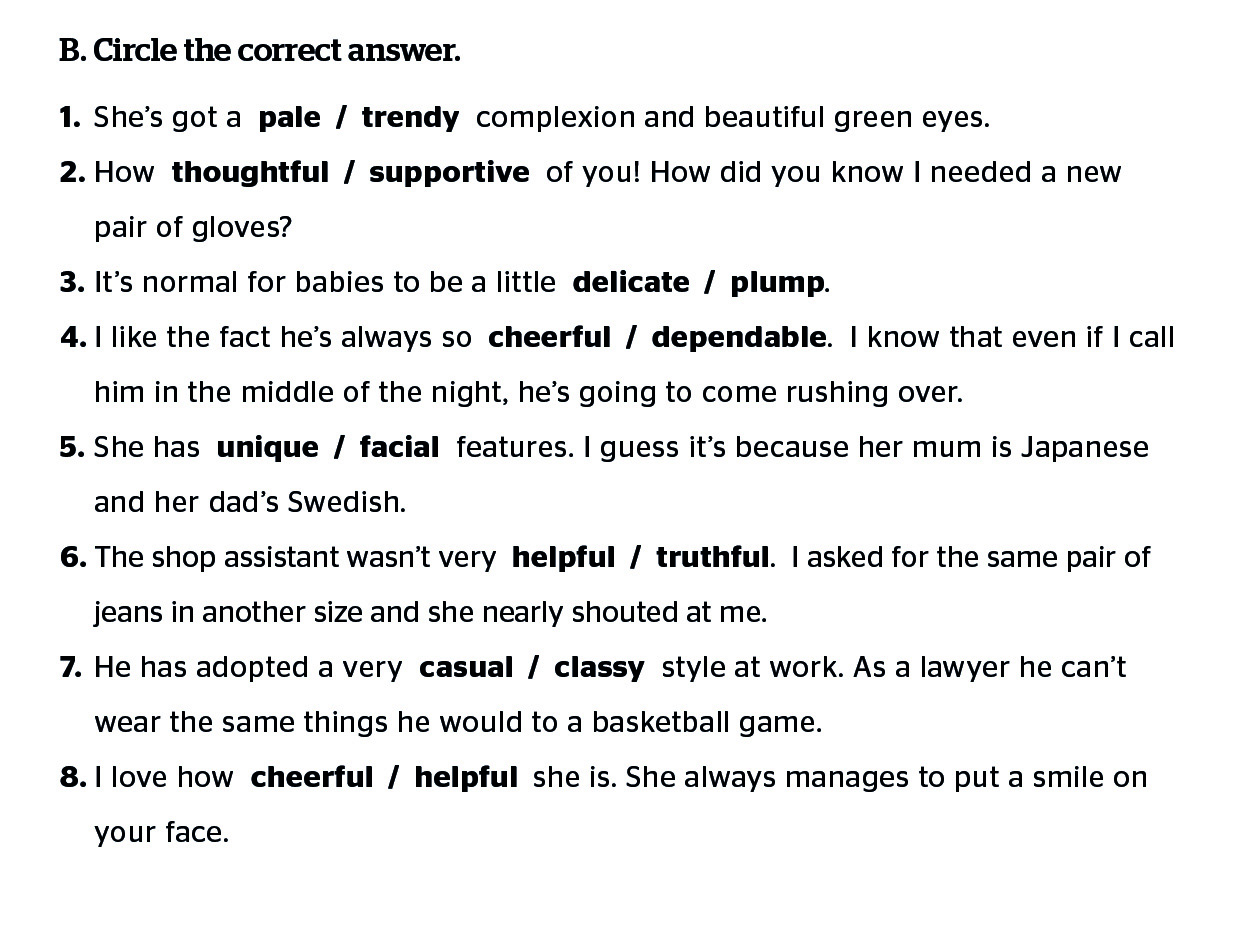 B. Circle the correct answer.
1. She’s got a pale / trendy complexion and beautiful green eyes.
2. How thoughtful / supportive of you! How did you know I needed a new
pair of gloves?
3. It’s normal for babies to be a little delicate / plump.
4. I like the fact he’s always so cheerful / dependable. I know that even if I call
him in the middle of the night, he’s going to come rushing over.
5. She has unique / facial features. I guess it’s because her mum is Japanese
and her dad’s Swedish.
6. The shop assistant wasn’t very helpful / truthful. I asked for the same pair of
jeans in another size and she nearly shouted at me.
7. He has adopted a very casual / classy style at work. As a lawyer he can’t
wear the same things he would to a basketball game.
8. I love how cheerful / helpful she is. She always manages to put a smile on
your face.